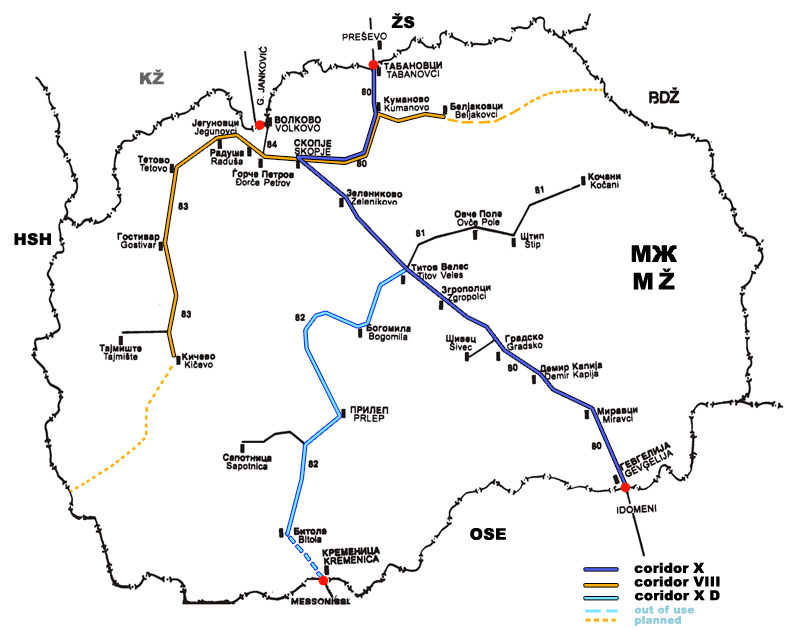 ŽS
PREŠEVO
KŽ
G. JANKOVIĆ
ТАБАНОВЦИ
TABANOVCI
80
BDŽ
Куманово
Kumanovo
Бељаковци
Beljakovci
ВОЛКОВО
VOLKOVO
Јегуновци
Jegunovci
84
СКОПЈЕ
SKOPJE
80
Радуша
Raduša
Тетово
Tetovo
Ѓорче Петров
Đorče Petrov
Зелениково
Zelenikovo
Кочани
Kočani
81
83
Овче Поле
Ovče Pole
81
Штип
Štip
HSH
Гостивар
Gostivar
МЖ
MŽ
Титов Велес
Titov Veles
Згрополци
Zgropolci
83
82
Богомила
Bogomila
Шивец
Šivec
Градско
Gradsko
Тајмиште
Tajmište
Кичево
Kičevo
80
Демир Капија
Demir Kapija
ПРИЛЕП
PRLEP
Миравци
Miravci
80
Сапотница
Sapotnica
82
ГЕВГЕЛИЈА
GEVGELIJA
IDOMENI
Битола
Bitola
OSE
КРЕМЕНИЦА
KREMENICA
coridor X
coridor VIII
coridor X D
out of use
planned